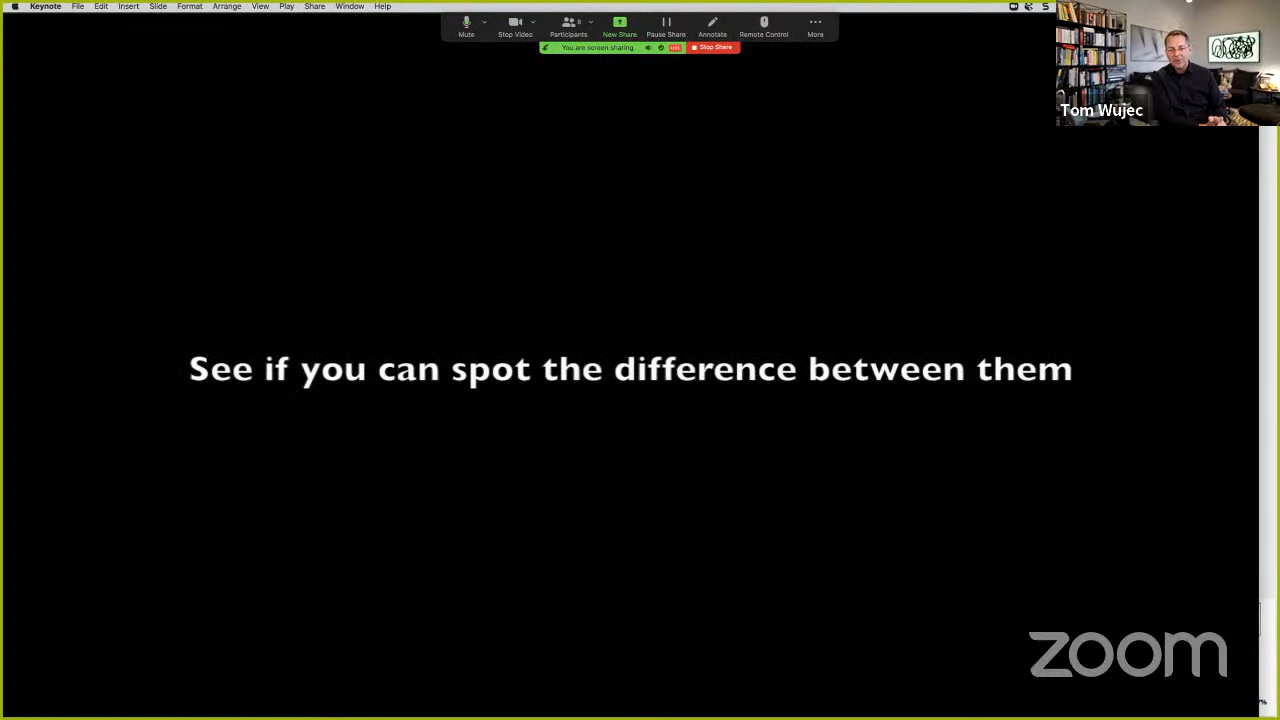 Keynote File Edit Insert Slide Format Arrange View Play Share Window Help
Mute Stop Video Participants 8 New Share Pause Share Annotate Remote Control More
You are screen sharing LIVE Stop Share
Tom Wujec
See if you can spot the difference between them
zoom